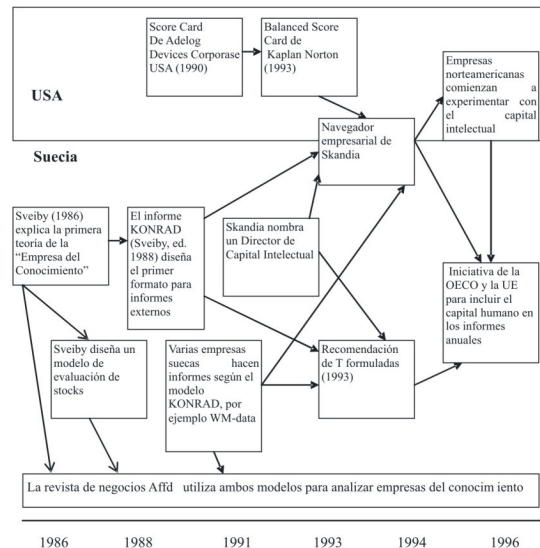 Score Card
De Adelog
Devices Corporase
USA (1990)
Balanced Score
Card de
Kaplan Norton
(1993)
Empresas
norteamericanas
comienzan a
experimentar con
el capital
intelectual
USA
Navegador
empresarial de
Skandia
Suecia
Sveiby (1986)
explica la primera
teoria de la
“Empresa del
Conocimiento”
El informe
KONRAD
(Sveiby, ed.
1988) diseña
el primer
formato para
informes
externos
Skandia nombra
un Director de
Capital Intelectual
Iniciativa de la
OECO y la UE
para incluir el
capital humano en
los informes
anuales
Sveiby diseña un
modelo de
evaluación de
stocks
Varias empresas
suecas hacen
informes según el
modelo
KONRAD, por
ejemplo WM-data
Recomendación
de T formuladas
(1993)
La revista de negocios Affd utiliza ambos modelos para analizar empresas del conocim iento
1986 1988 1991 1993 1994 1996